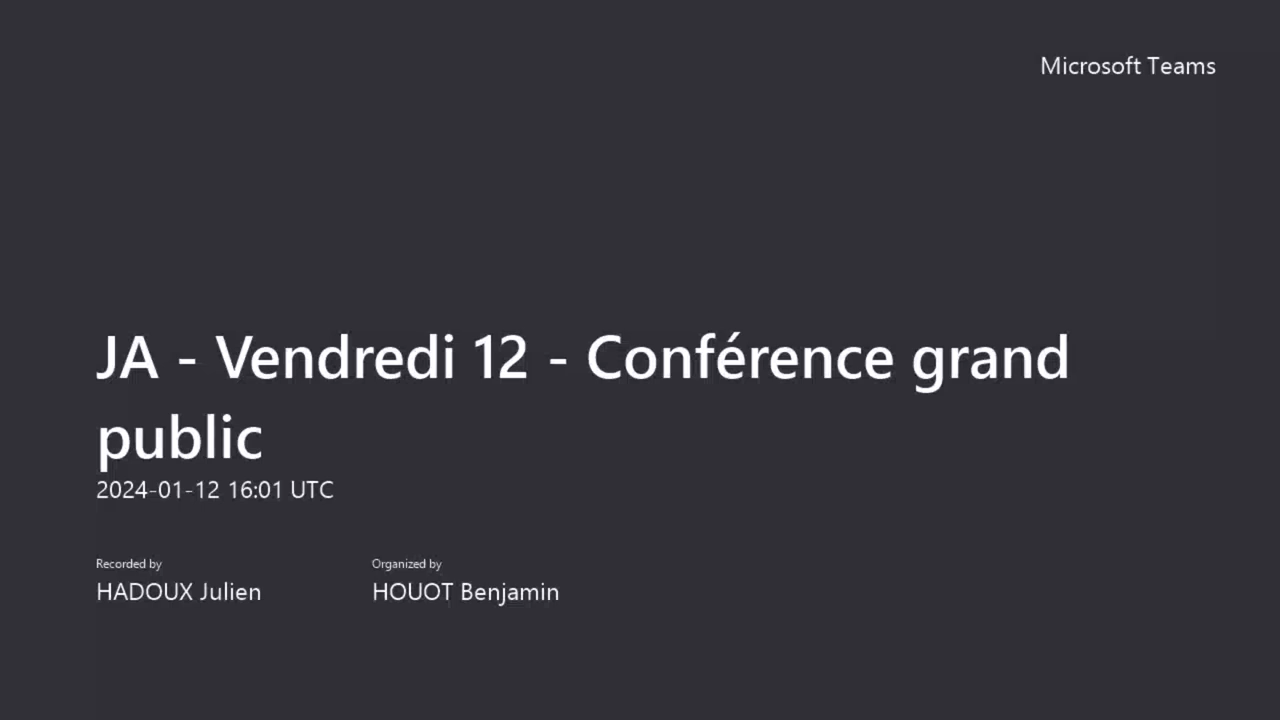 Microsoft Teams
JA - Vendredi 12 - Conférence grand
public
2024-01-12 16:01 UTC
Recorded by
HADOUX Julien
Organized by
HOUOT Benjamin